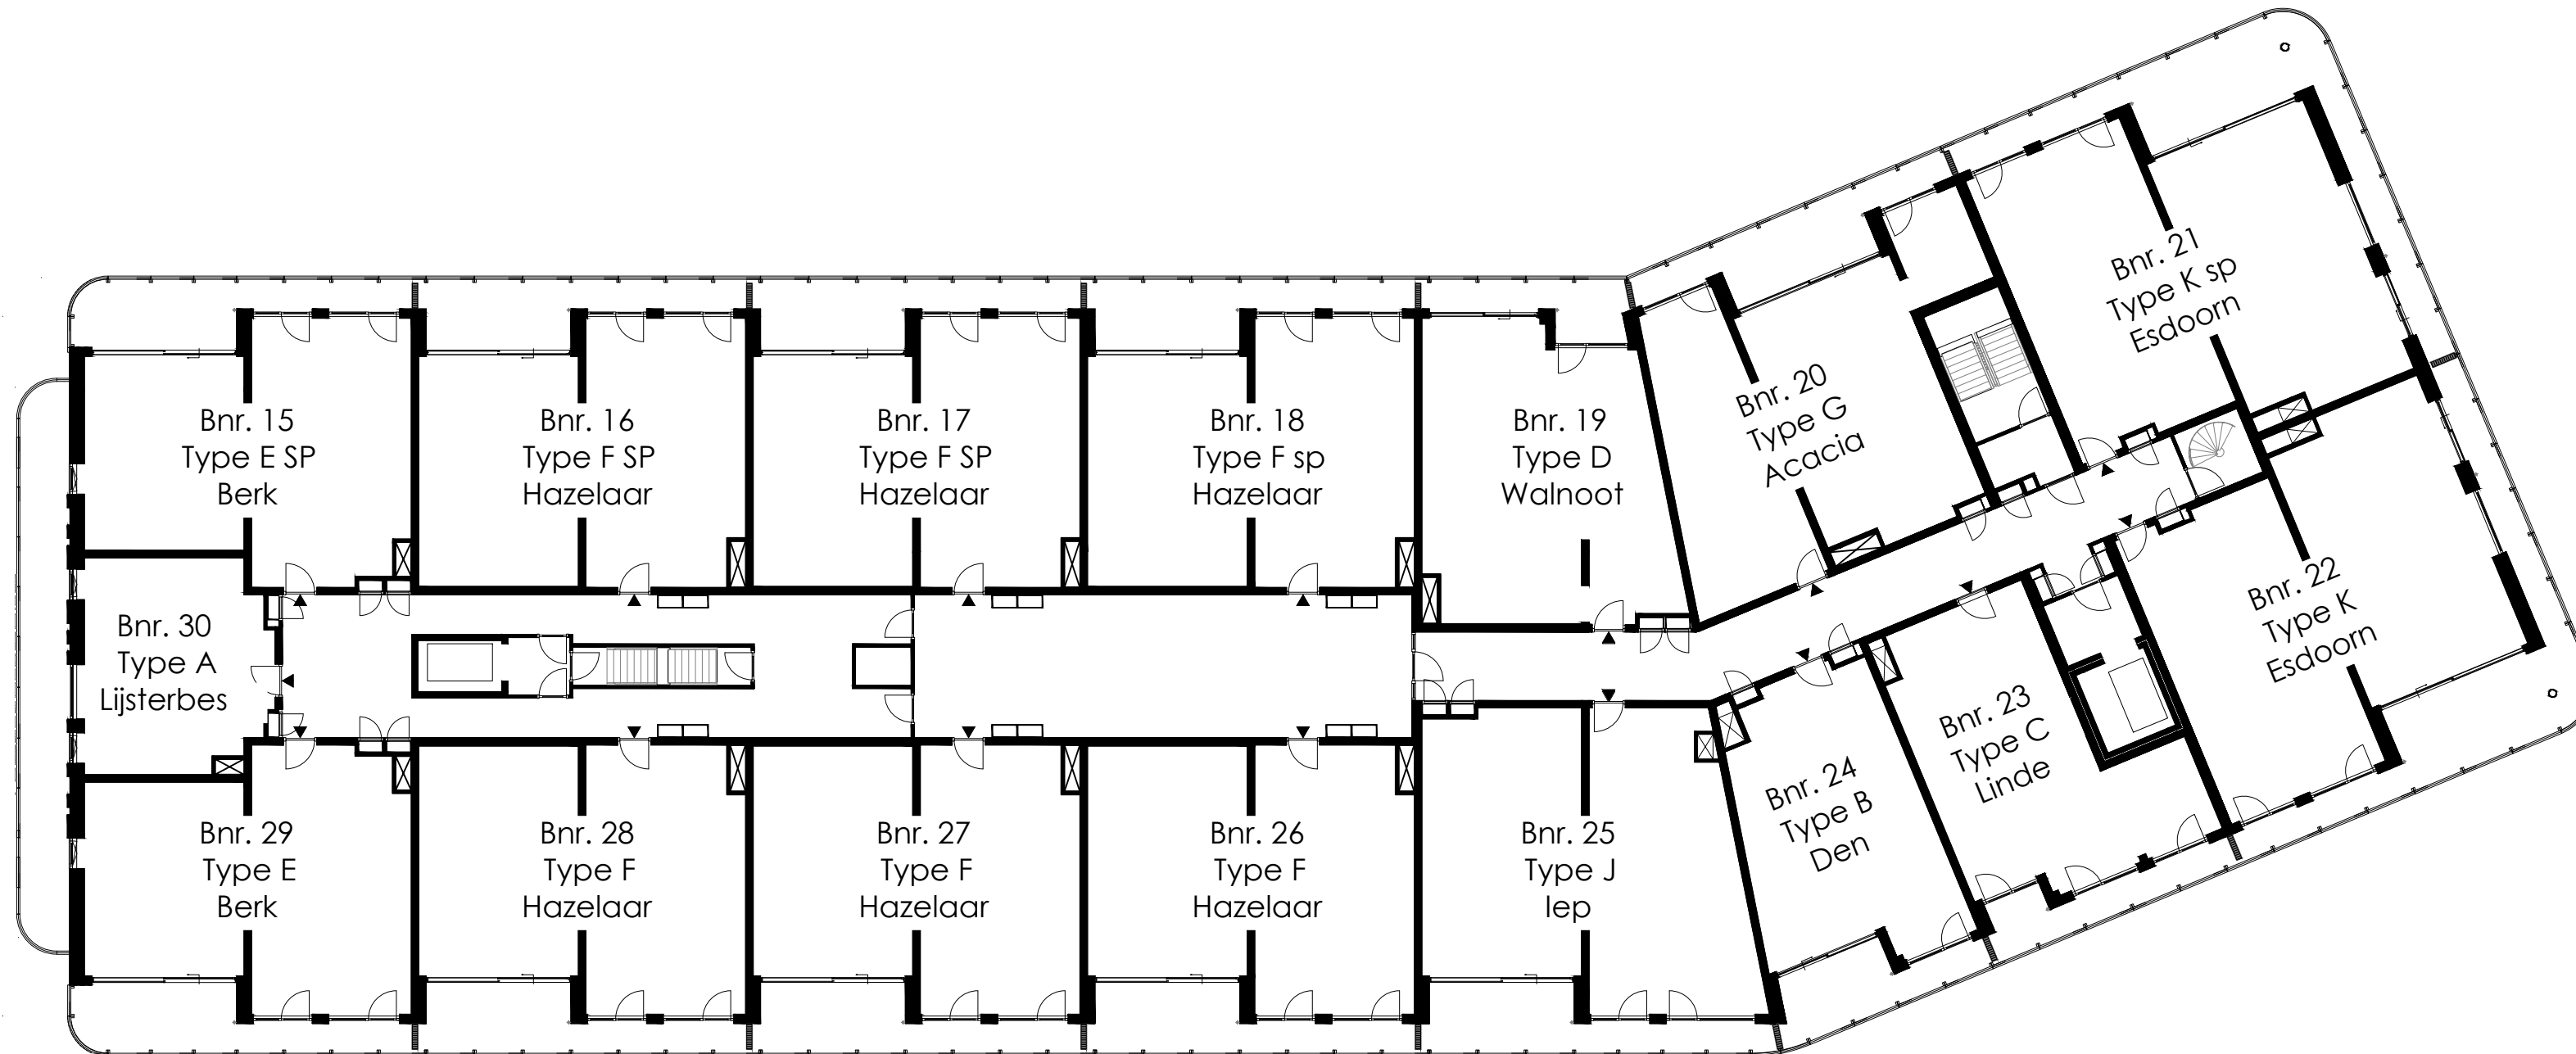 Bnr. 15
Type E SP
Berk
Bnr. 16
Type F SP
Hazelaar
Bnr. 17
Type F SP
Hazelaar
Bnr. 18
Type F sp
Hazelaar
Bnr. 19
Type D
Walnoot
Bnr. 20
Type G
Acacia
Bnr. 21
Type K sp
Esdoorn
Bnr. 22
Type K
Esdoorn
Bnr. 23
Type C
Linde
Bnr. 24
Type B
Den
Bnr. 25
Type J
Iep
Bnr. 26
Type F
Hazelaar
Bnr. 27
Type F
Hazelaar
Bnr. 28
Type F
Hazelaar
Bnr. 29
Type E
Berk
Bnr. 30
Type A
Lijsterbes